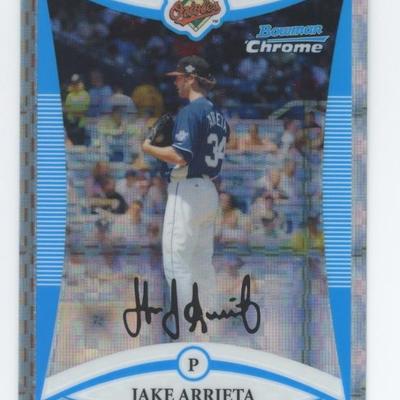 Orioles
Bowman
Chrome
34
P
JAKE ARRIETA